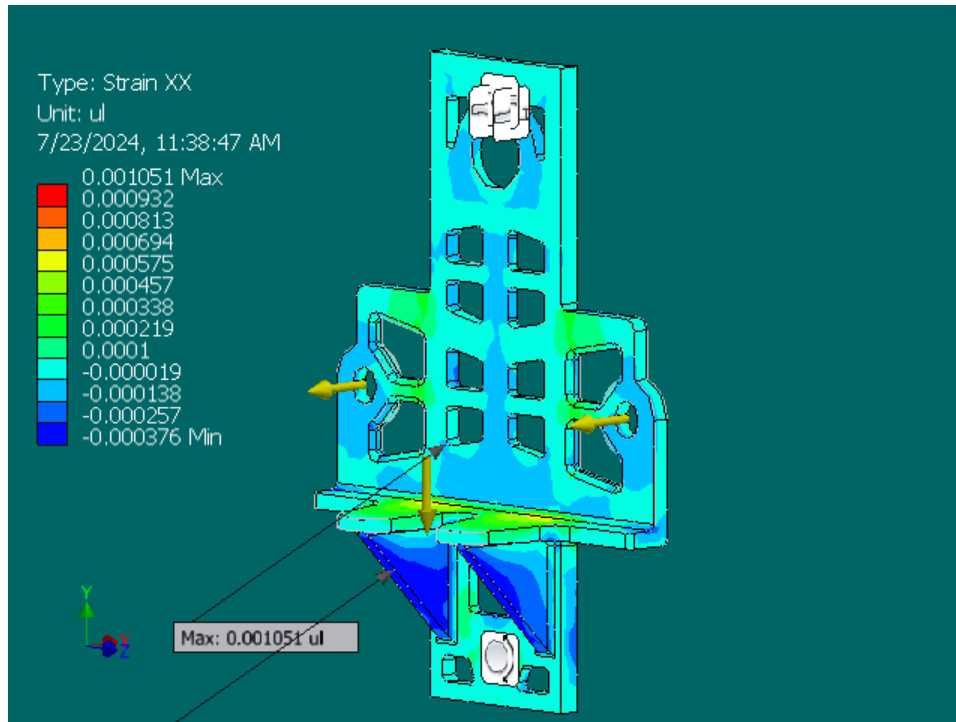 Type: Strain XX
Unit: ul
7/23/2024, 11:38:47 AM
0.001051 Max
0.000932
0.000813
0.000694
0.000575
0.000457
0.000338
0.000219
0.0001
-0.000019
-0.000138
-0.000257
-0.000376 Min
Y
X
Z
Max: 0.001051 ul